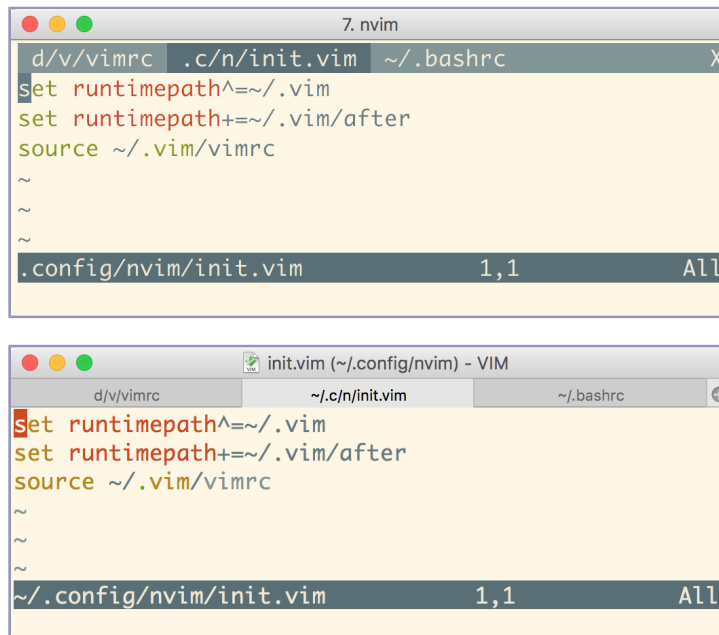 7. nvim
d/v/vimrc .c/n/init.vim ~/.bashrc X
set runtimepath^=~/.vim
set runtimepath+=~/.vim/after
source ~/.vim/vimrc
~
~
~
.config/nvim/init.vim 1,1 All
init.vim (~/.config/nvim) - VIM
d/v/vimrc ~/.c/n/init.vim ~/.bashrc
set runtimepath^=~/.vim
set runtimepath+=~/.vim/after
source ~/.vim/vimrc
~
~
~
~/.config/nvim/init.vim 1,1 All